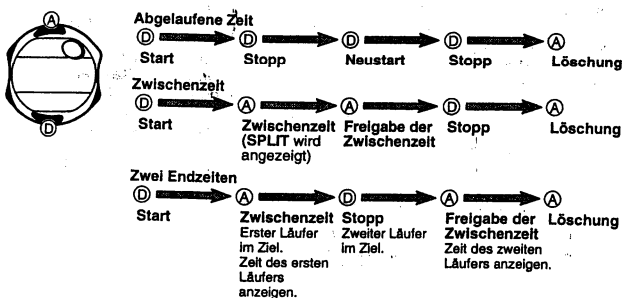 Abgelaufene Zeit
A
D D D D A
Start Stopp Neustart Stopp Löschung
Zwischenzeit
D A A D A
Start Zwischenzeit Freigabe der Stopp Löschung
(SPLIT wird Zwischenzeit
angezeigt)
D
Zwei Endzeiten
D A D A A
Start Zwischenzeit Stopp Freigabe der Löschung
Erster Läufer Zweiter Läufer Zwischenzeit
im Ziel. im Ziel. Zeit des zweiten
Zeit des ersten Läufers anzeigen.
Läufers
anzeigen.